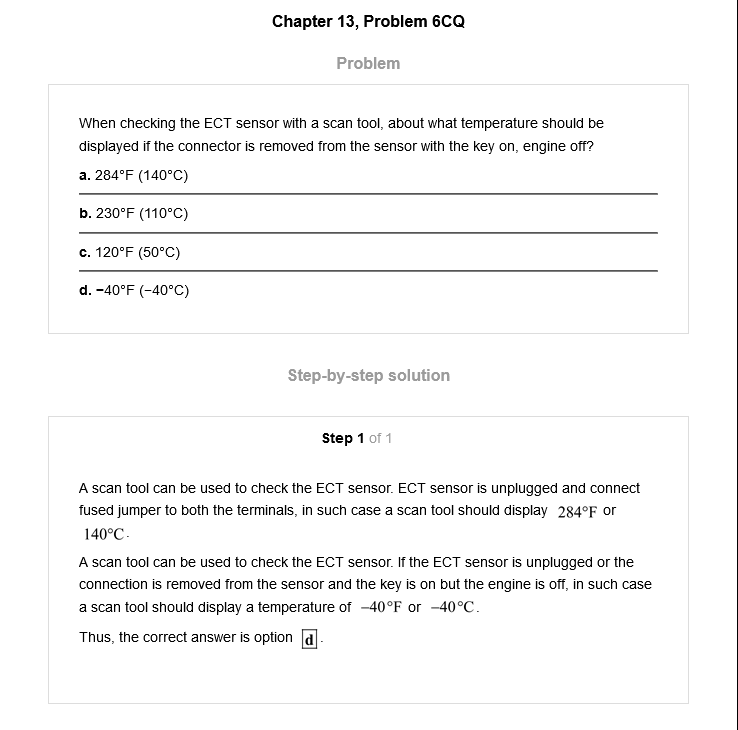 Chapter 13, Problem 6CQ
Problem
When checking the ECT sensor with a scan tool, about what temperature should be
displayed if the connector is removed from the sensor with the key on, engine off?
a. 284°F (140°C)
b. 230°F (110°C)
c. 120°F (50°C)
d. −40°F (−40°C)
Step-by-step solution
Step 1 of 1
A scan tool can be used to check the ECT sensor. ECT sensor is unplugged and connect
fused jumper to both the terminals, in such case a scan tool should display 284°F or
140°C.
A scan tool can be used to check the ECT sensor. If the ECT sensor is unplugged or the
connection is removed from the sensor and the key is on but the engine is off, in such case
a scan tool should display a temperature of −40°F or −40°C.
Thus, the correct answer is option d.